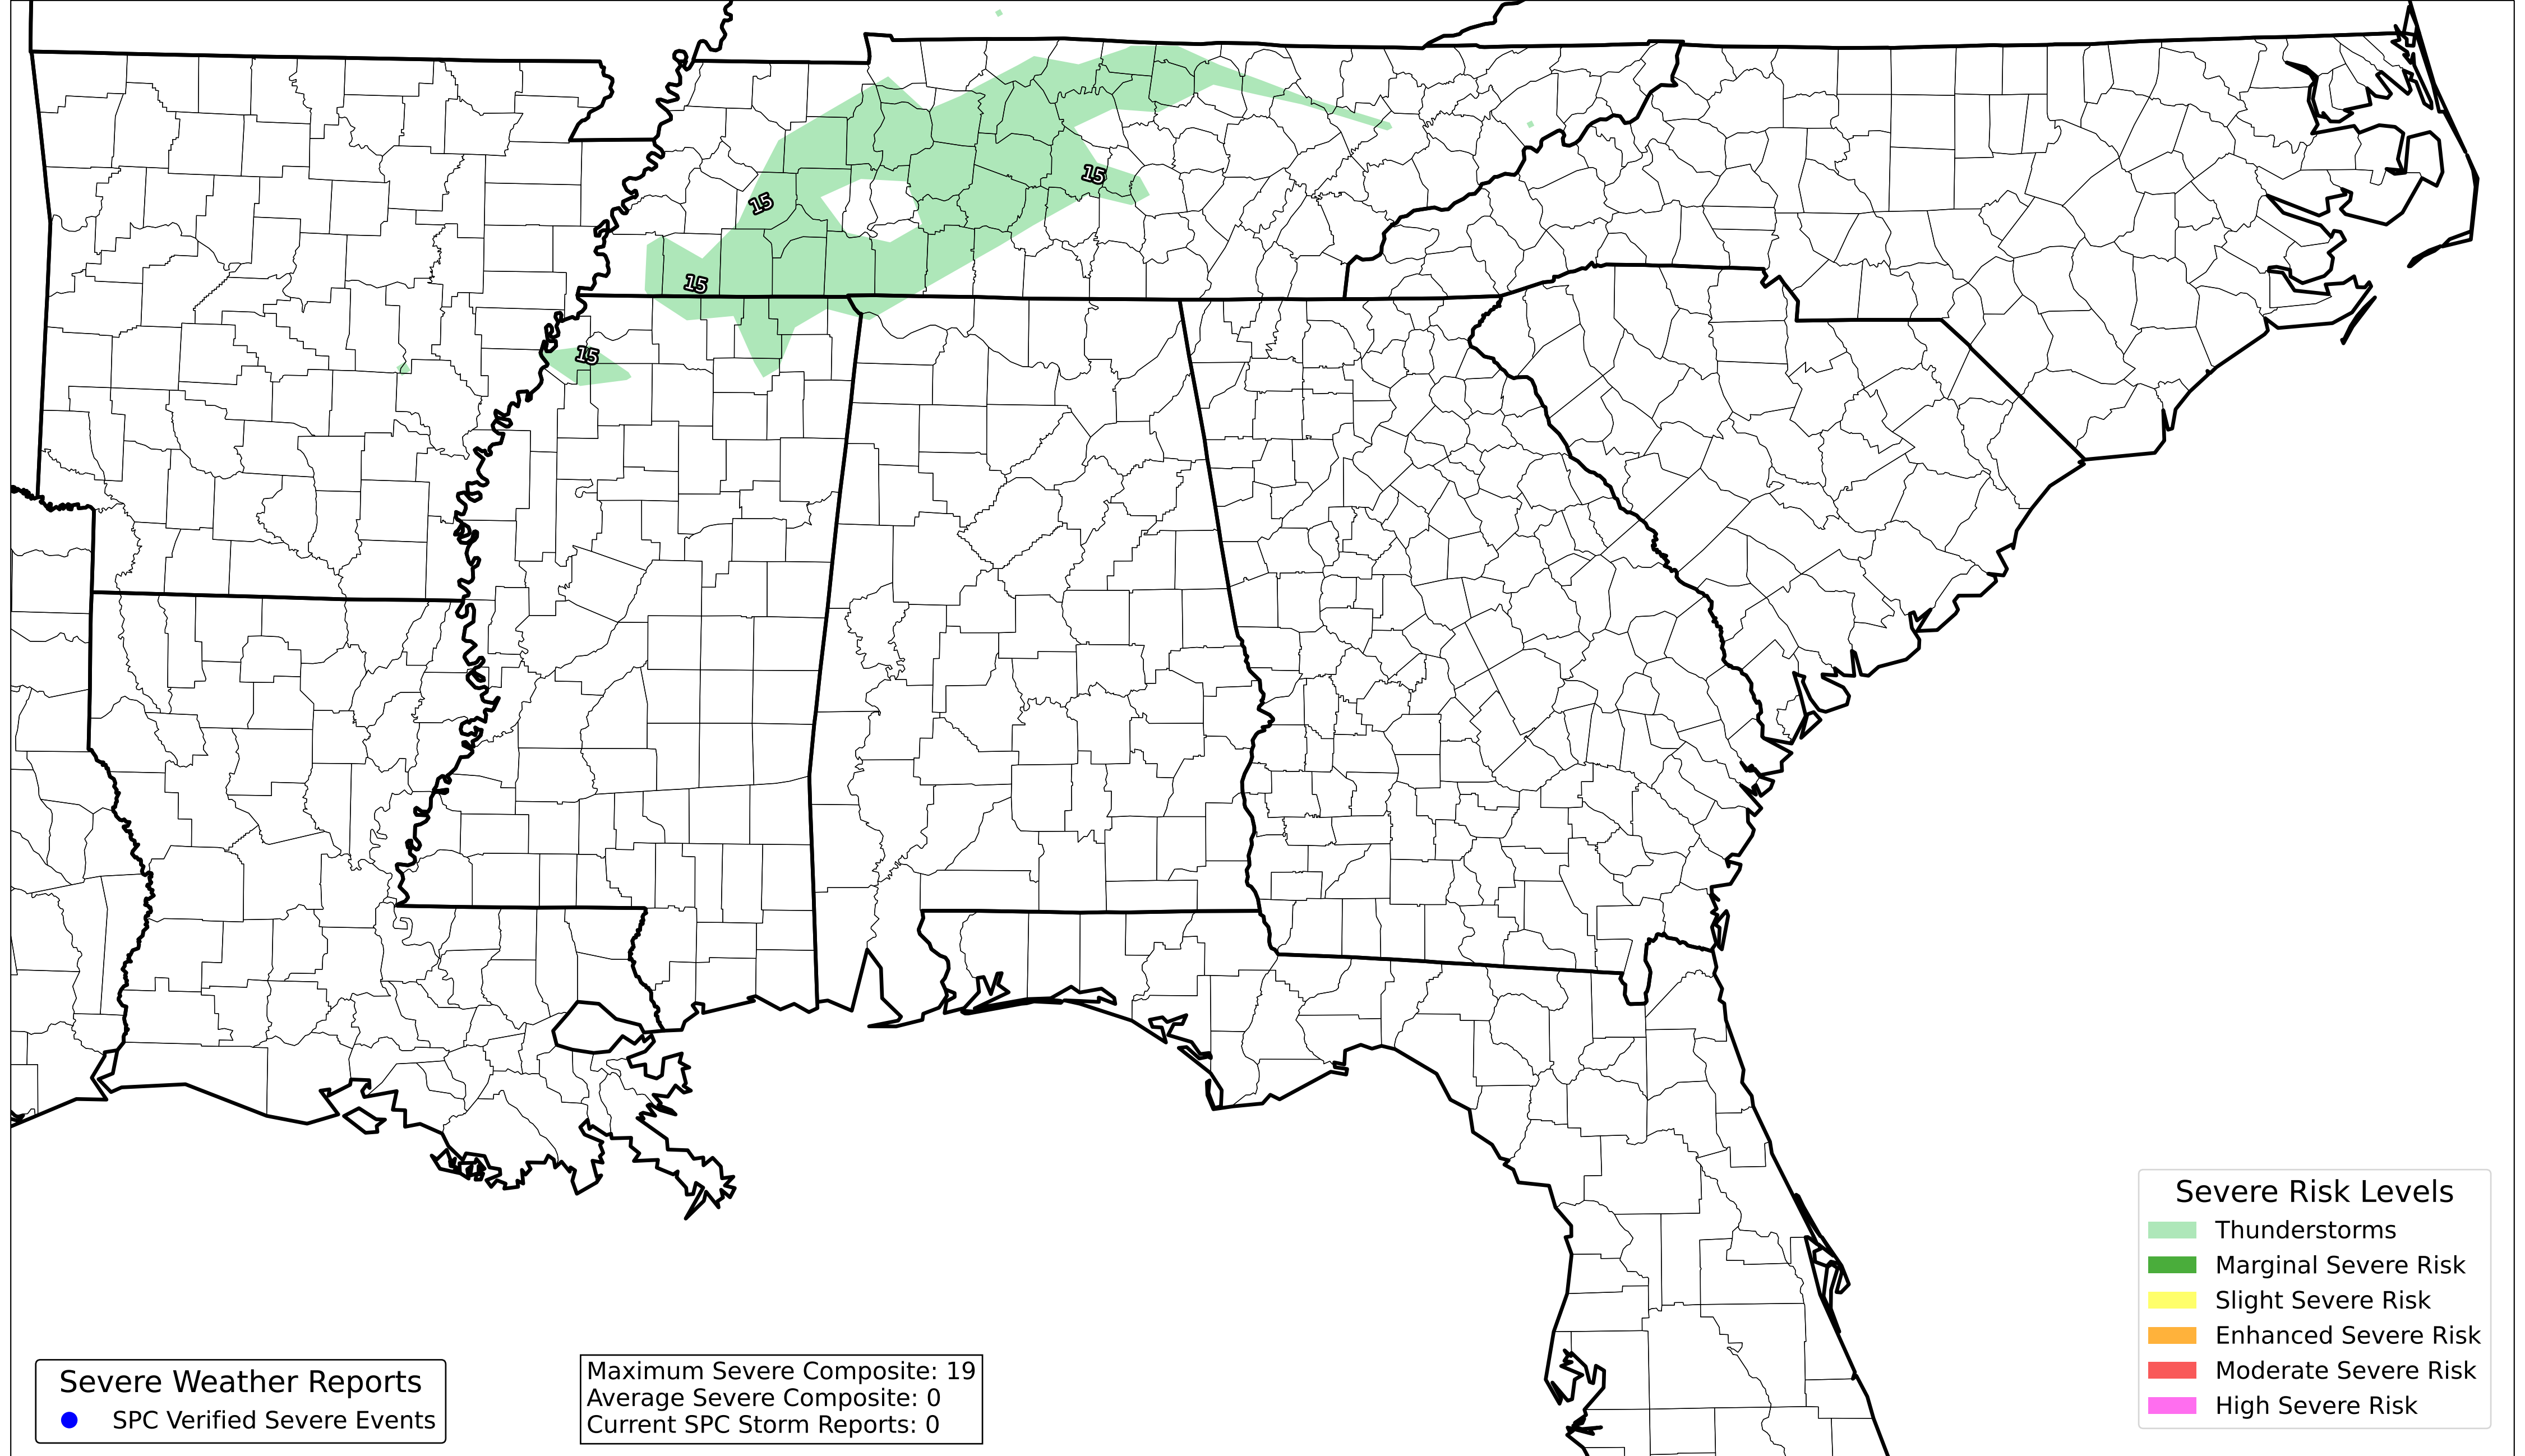 15
15
15
15
Severe Risk Levels
Thunderstorms
Marginal Severe Risk
Slight Severe Risk
Enhanced Severe Risk
Moderate Severe Risk
High Severe Risk
Severe Weather Reports
SPC Verified Severe Events
Maximum Severe Composite: 19
Average Severe Composite: 0
Current SPC Storm Reports: 0